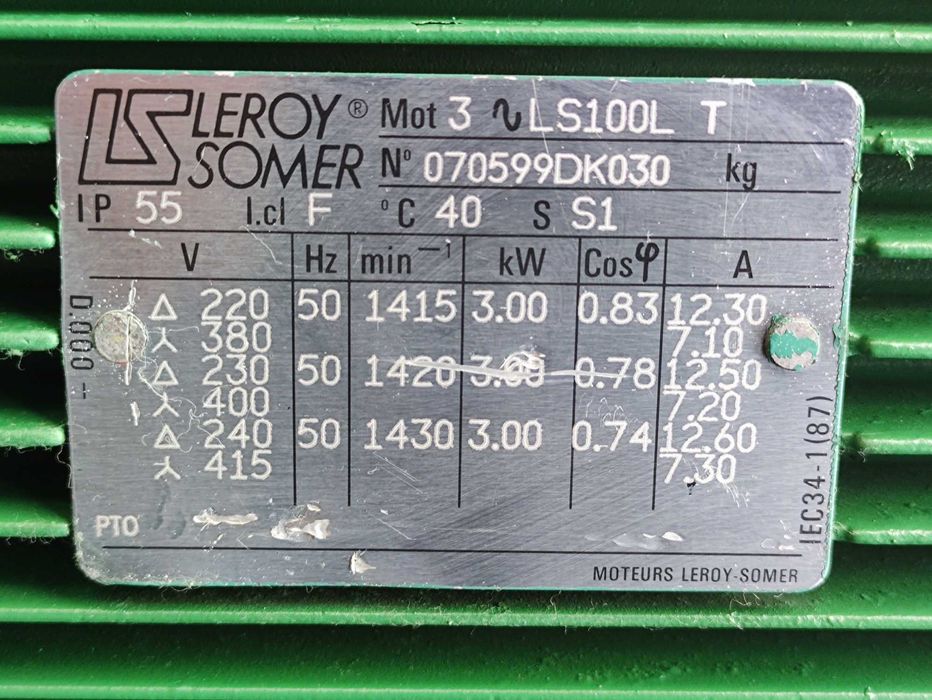 LS LEROY® SOMER Mot 3 ∿ LS100L T
N° 070599DK030 kg
IP 55 I.cl F °C 40 S S1
V Hz min⁻¹ kW Cosφ A
△ 220 50 1415 3.00 0.83 12.30
⅄ 380 7.10
△ 230 50 1420 3.00 0.78 12.50
⅄ 400 7.20
△ 240 50 1430 3.00 0.74 12.60
⅄ 415 7.30
PTO
MOTEURS LEROY-SOMER
IEC34-1(87)